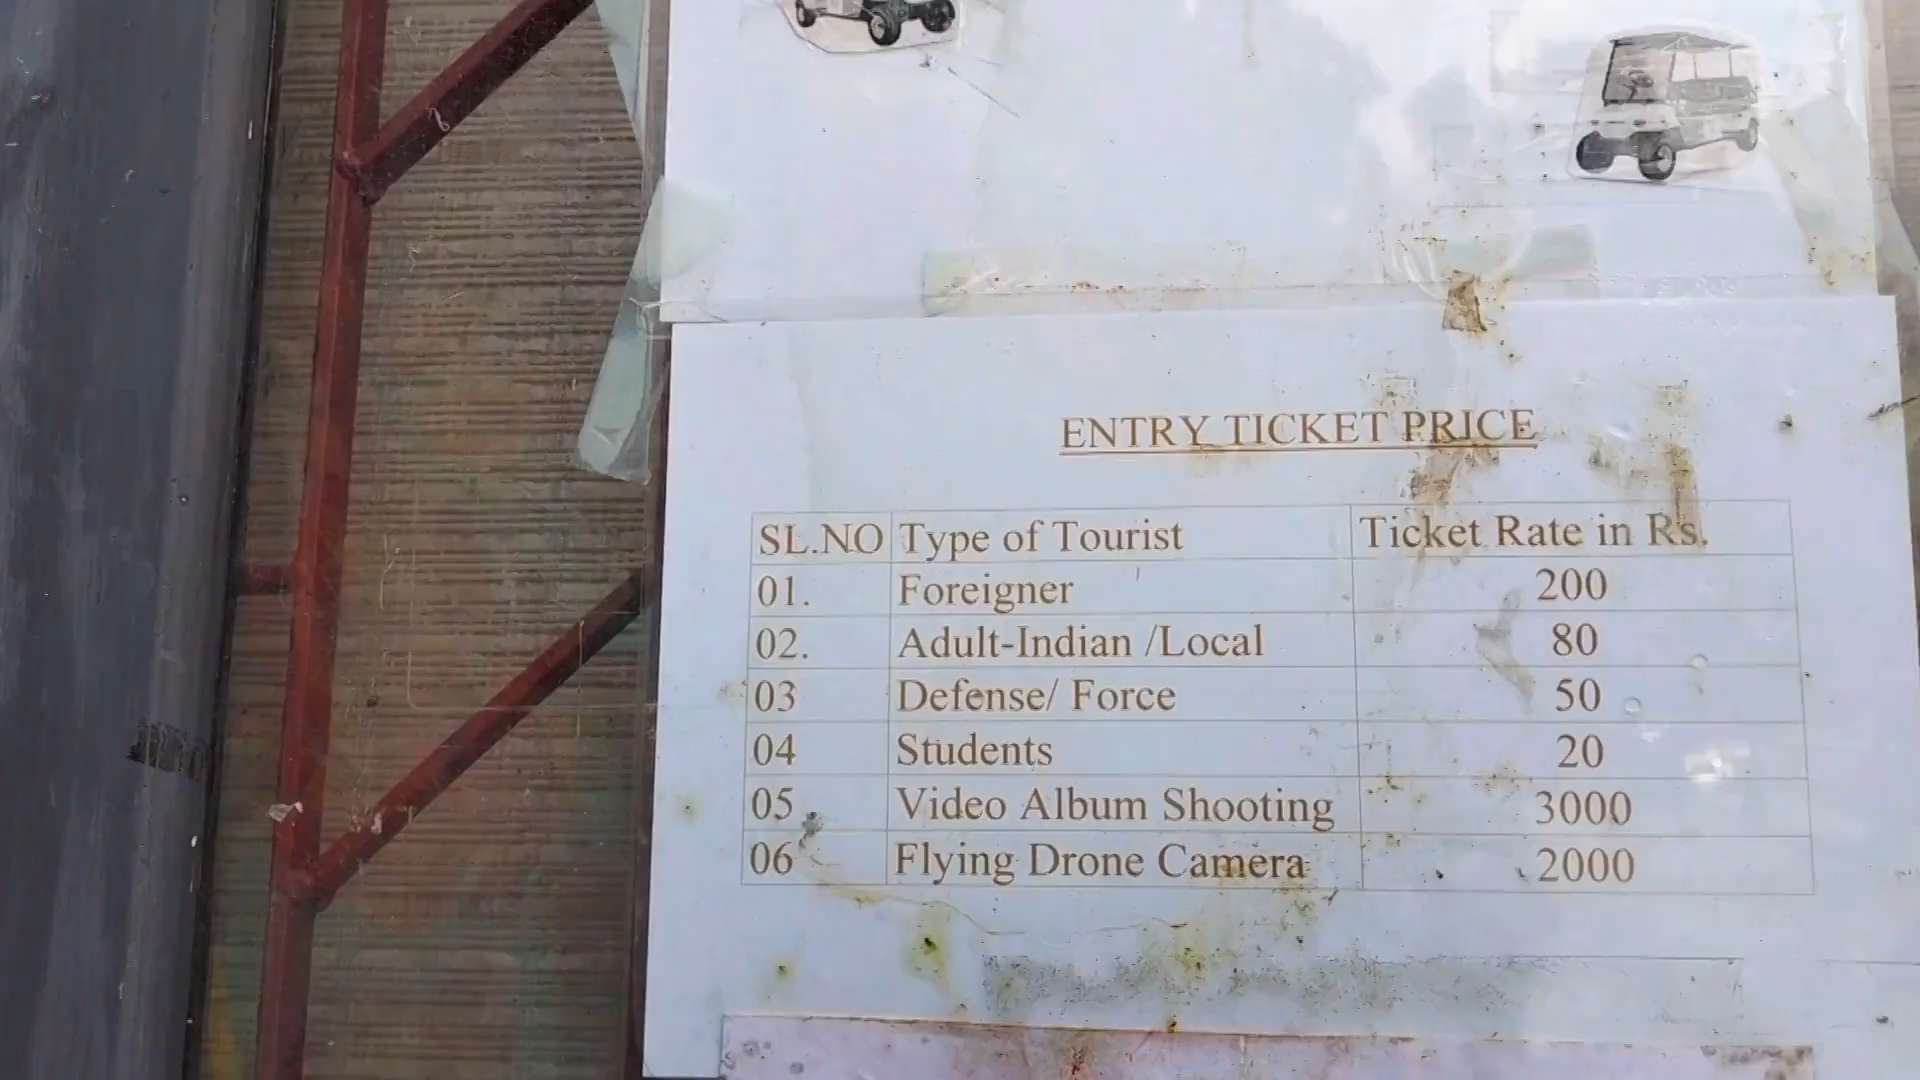 ENTRY TICKET PRICE
SL.NO Type of Tourist Ticket Rate in Rs.
01. Foreigner 200
02. Adult-Indian /Local 80
03 Defense/ Force 50
04 Students 20
05 Video Album Shooting 3000
06 Flying Drone Camera 2000